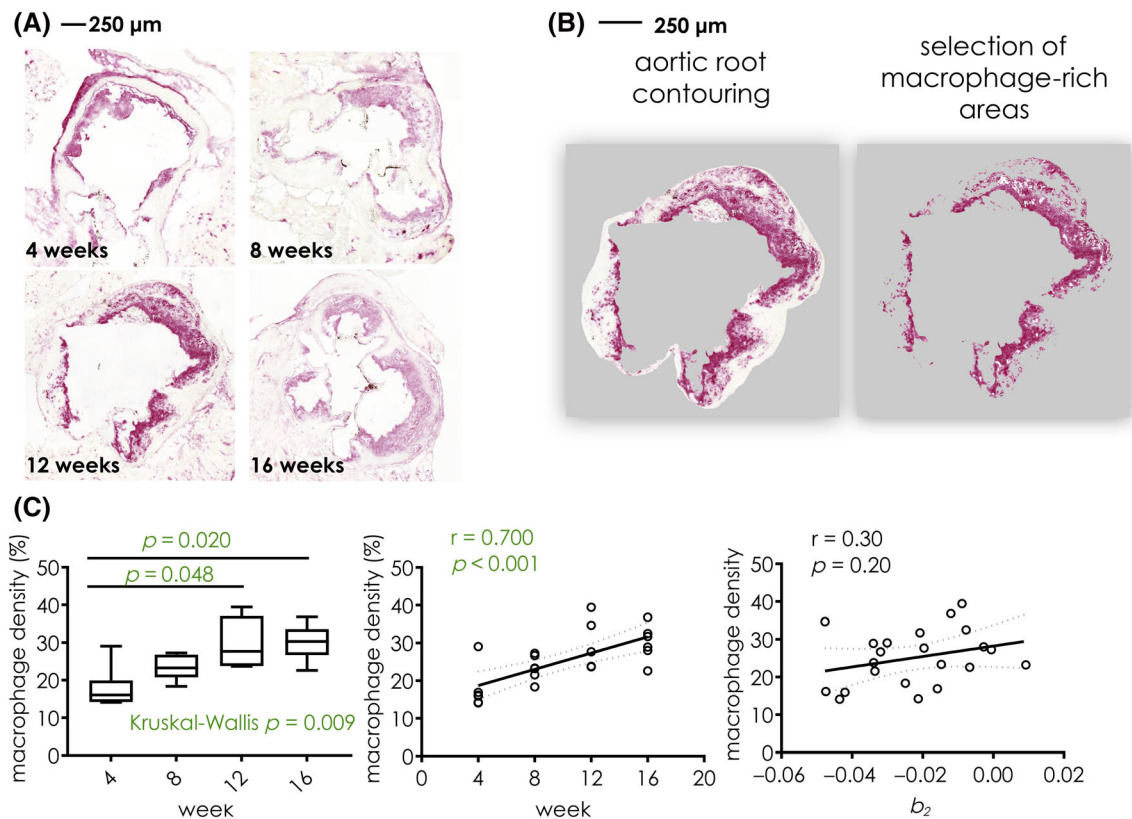 (A) 250 µm
4 weeks
8 weeks
12 weeks
16 weeks
(B) 250 µm
aortic root
contouring
selection of
macrophage-rich
areas
(C)
macrophage density (%)
50
40
30
20
10
0
p = 0.020
p = 0.048
Kruskal-Wallis p = 0.009
4 8 12 16
week
macrophage density (%)
50
40
30
20
10
0
r = 0.700
p < 0.001
0 4 8 12 16 20
week
macrophage density
50
40
30
20
10
0
r = 0.30
p = 0.20
−0.06 −0.04 −0.02 0.00 0.02
b₂